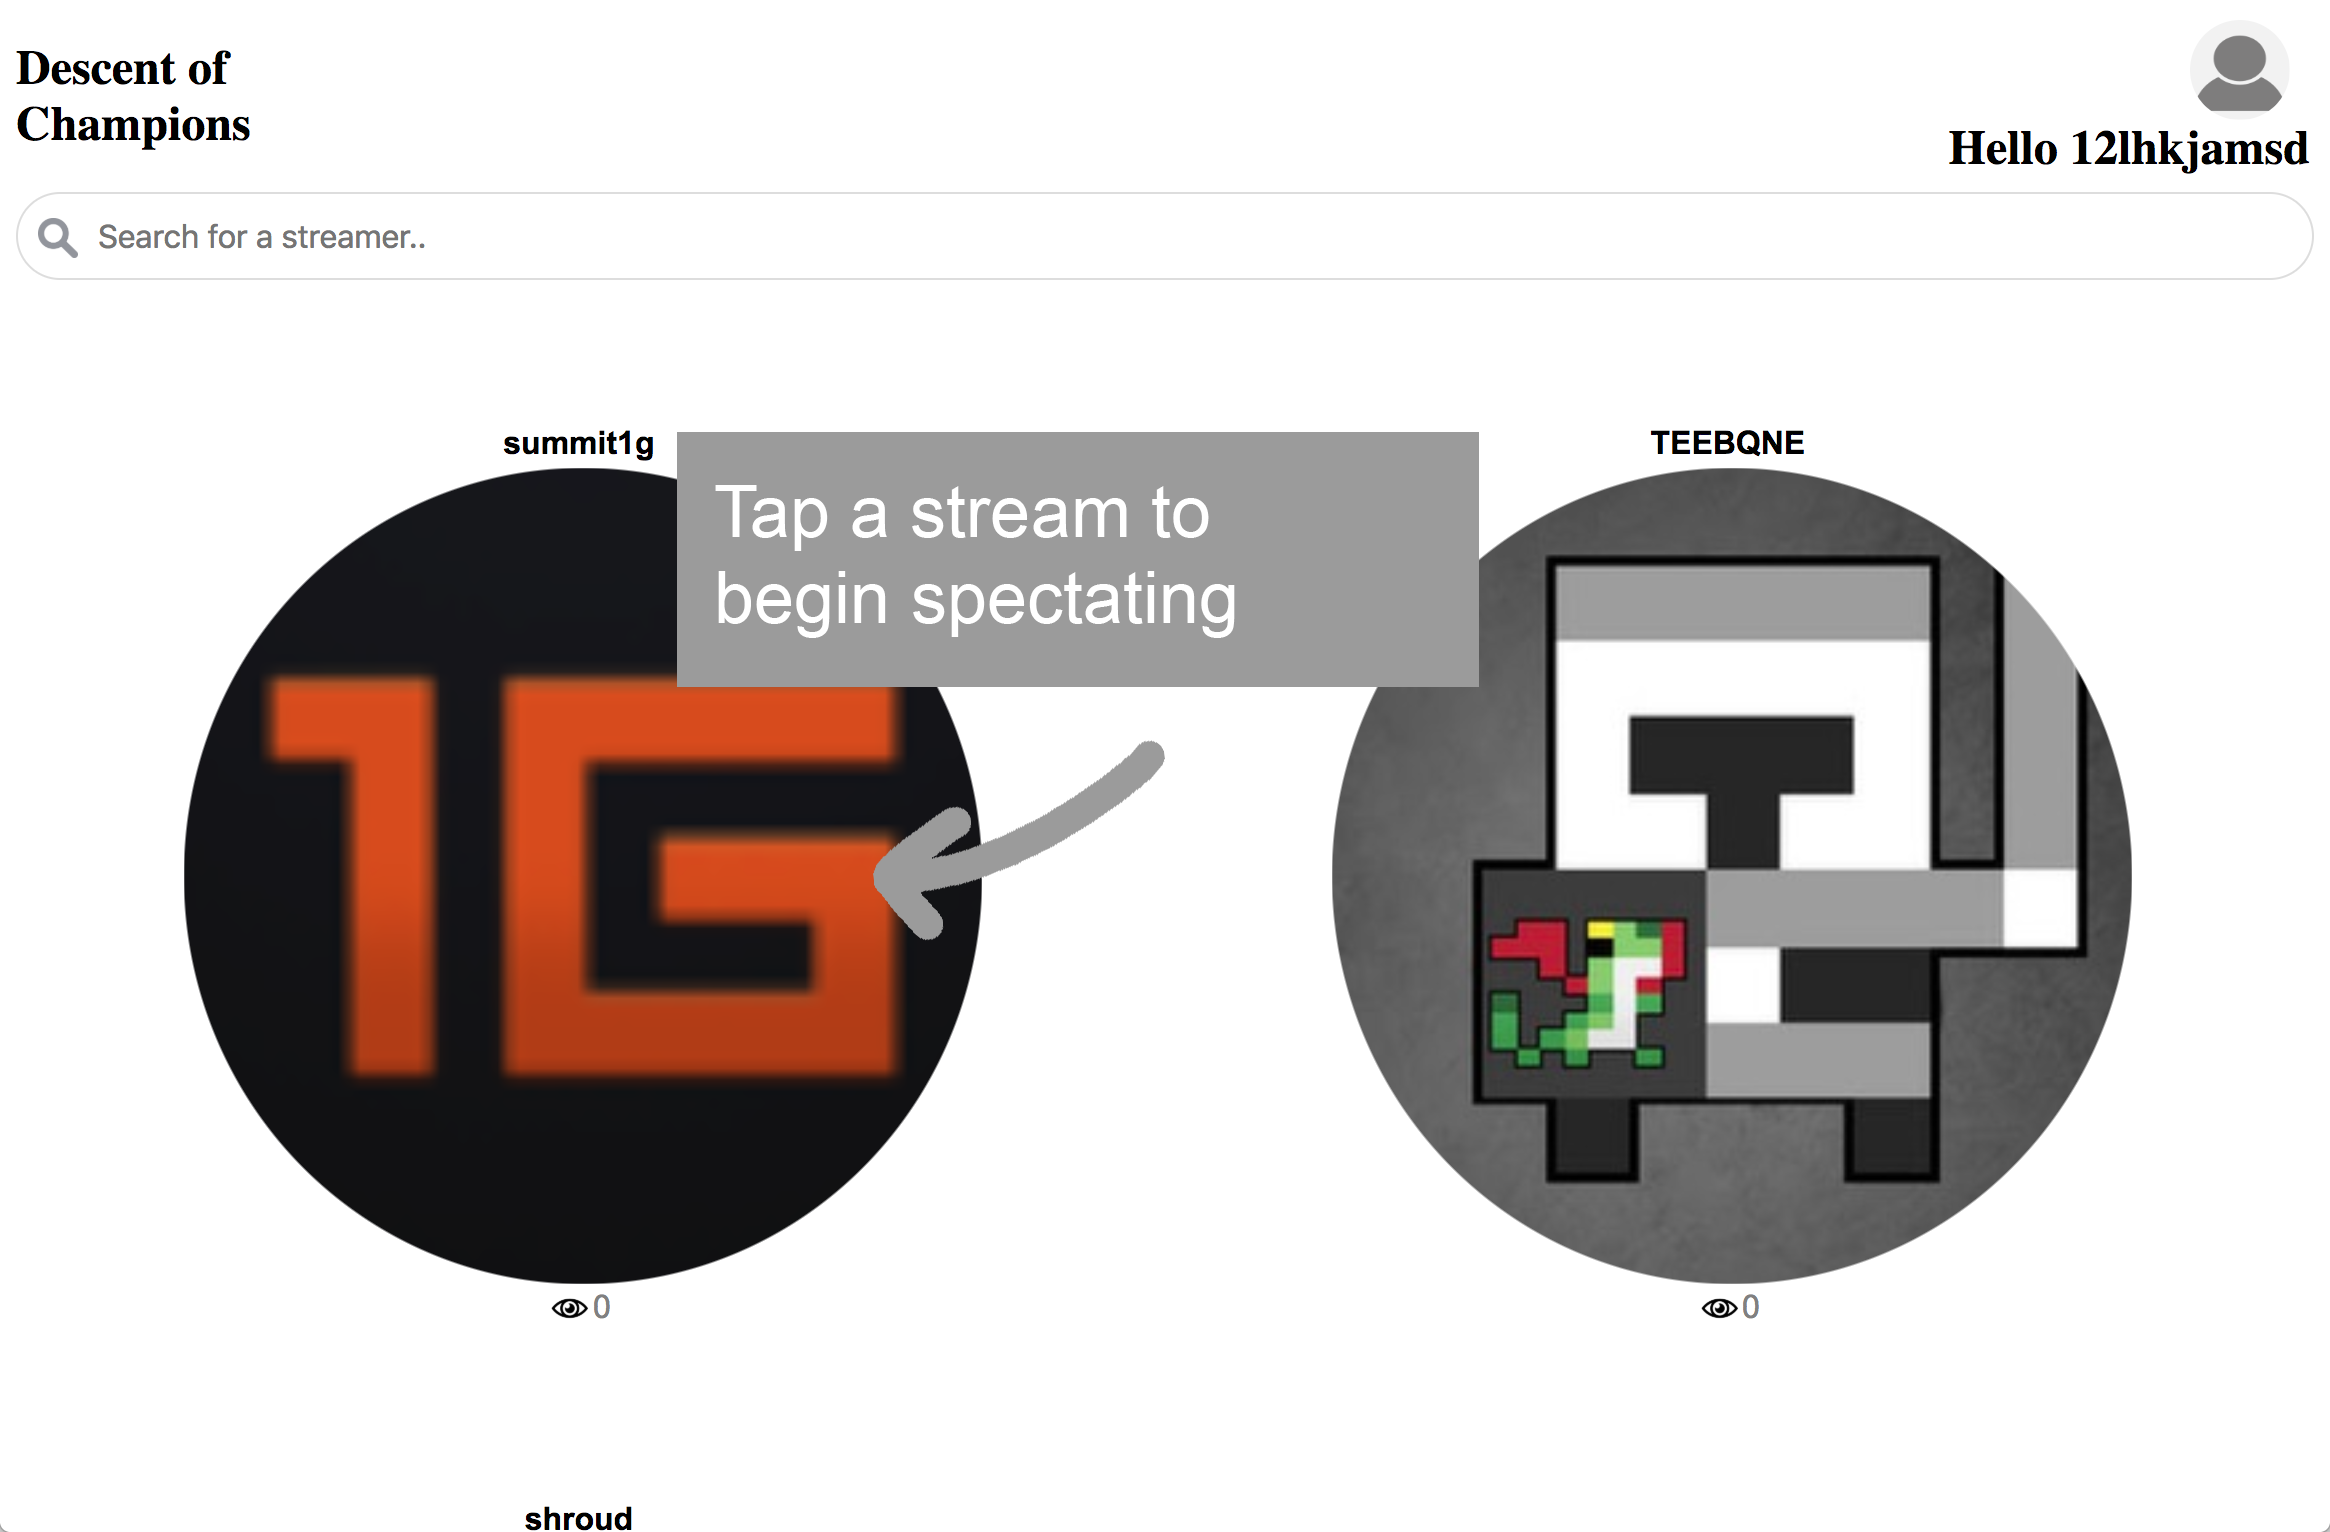 Descent of
Champions
Hello 12lhkjamsd
Search for a streamer..
summit1g
TEEBQNE
Tap a stream to
begin spectating
1G
0
0
shroud